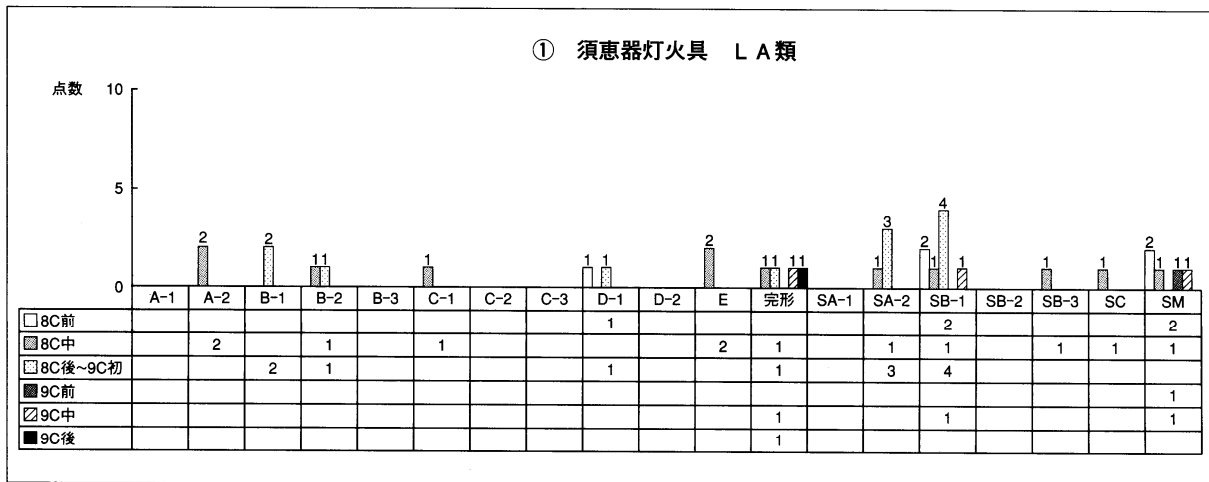 ① 須恵器灯火具 ＬＡ類
点数
10
5
0
2
2
1 1
1
1 1
2
1 1 1 1
1 3
2 1 4 1
1
1
2 1 1 1
A-1 A-2 B-1 B-2 B-3 C-1 C-2 C-3 D-1 D-2 E 完形 SA-1 SA-2 SB-1 SB-2 SB-3 SC SM
8C前 1 2 2
8C中 2 1 1 2 1 1 1 1 1 1
8C後~9C初 2 1 1 1 3 4
9C前 1
9C中 1 1 1
9C後 1